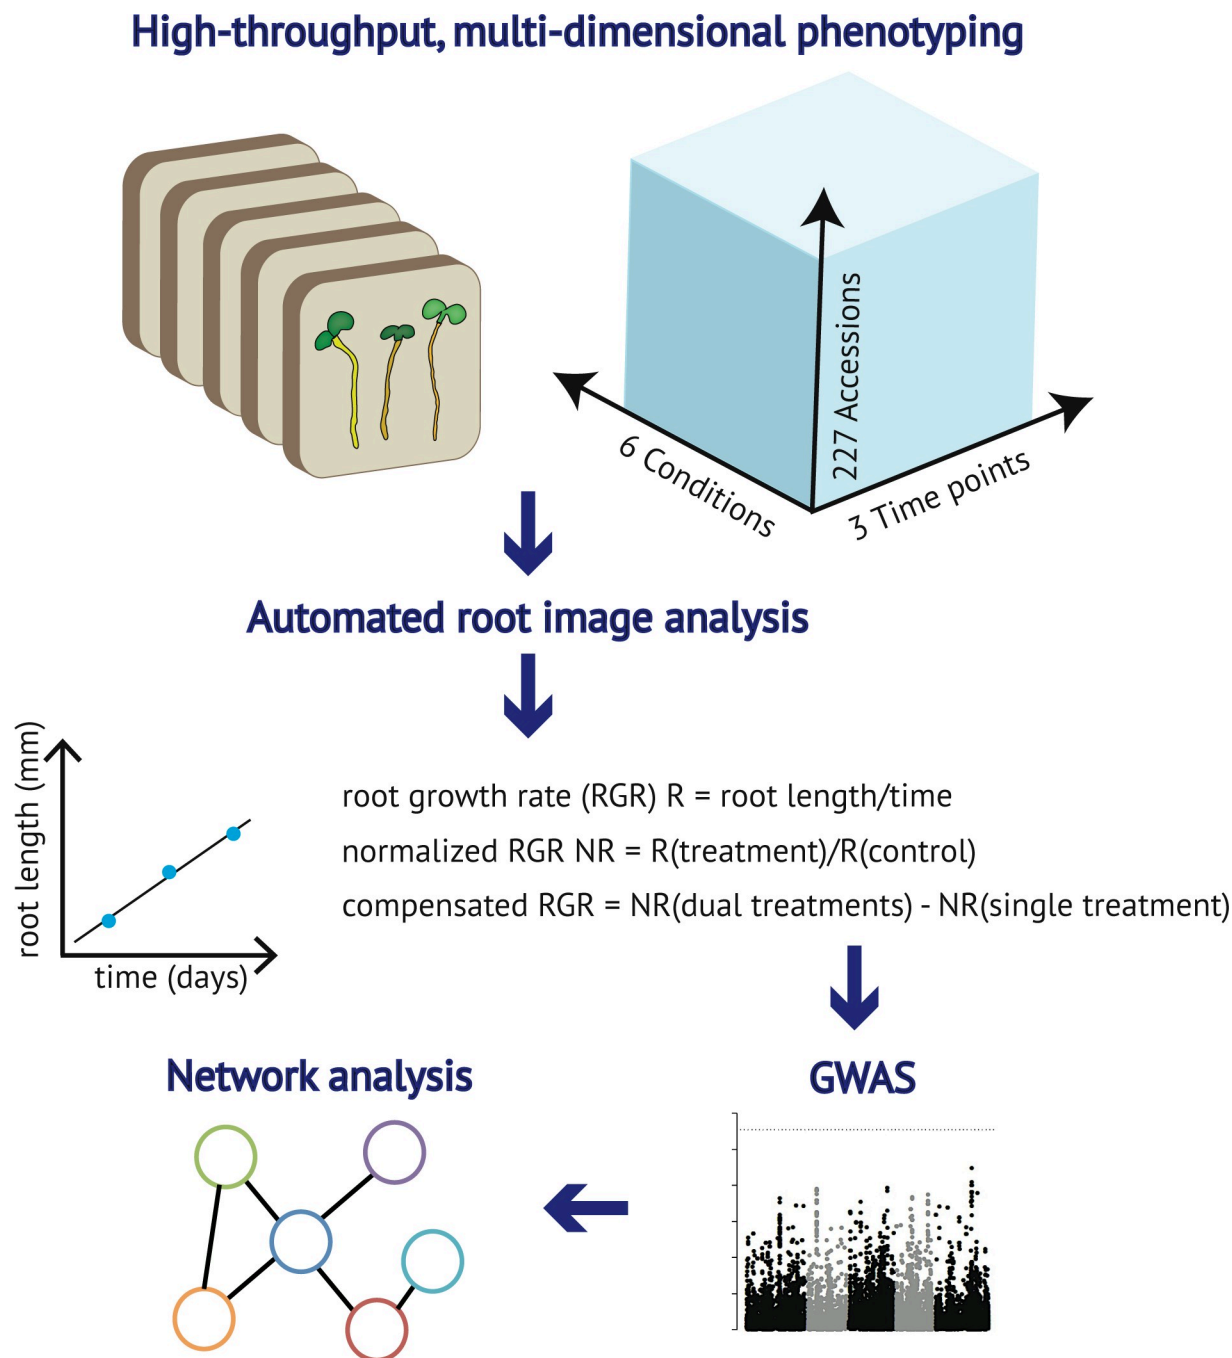 High-throughput, multi-dimensional phenotyping
227 Accessions
6 Conditions
3 Time points
Automated root image analysis
root length (mm)
time (days)
root growth rate (RGR) R = root length/time
normalized RGR NR = R(treatment)/R(control)
compensated RGR = NR(dual treatments) - NR(single treatment)
Network analysis
GWAS